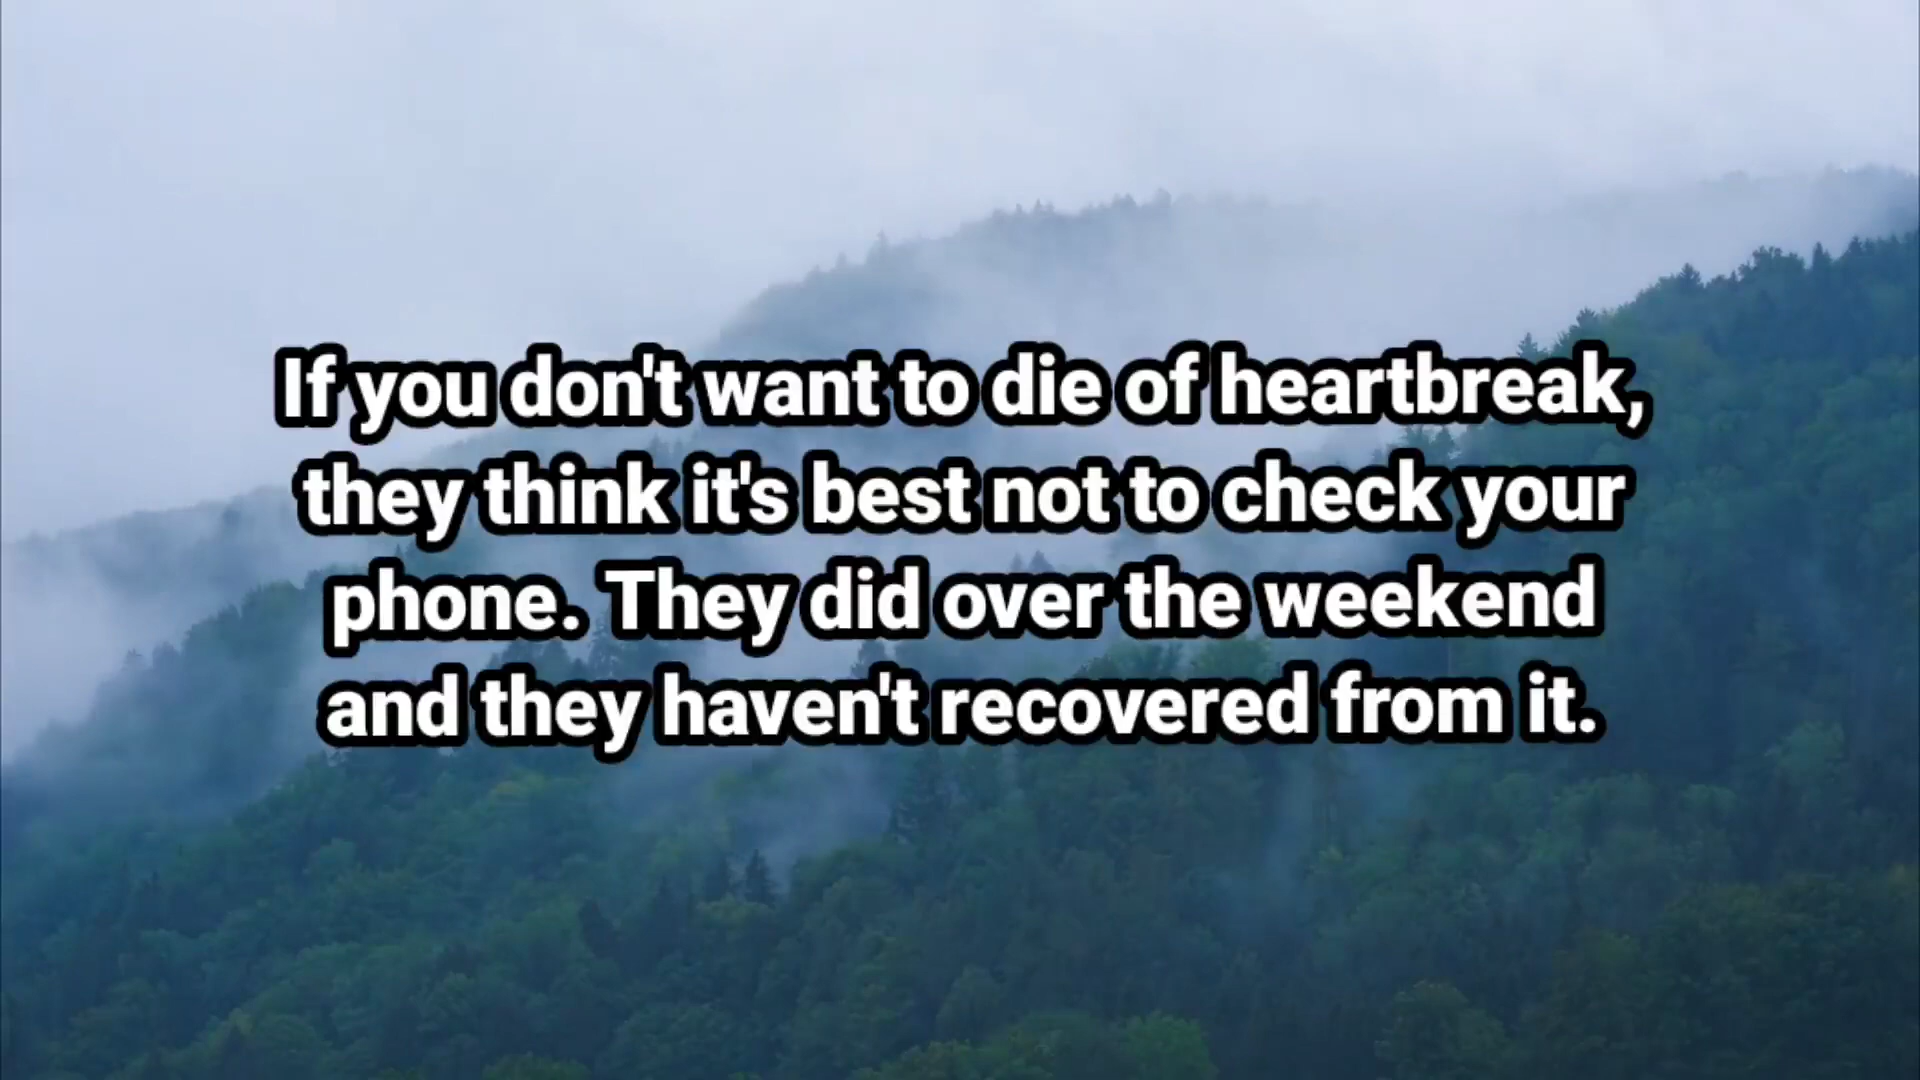 If you don't want to die of heartbreak,
they think it's best not to check your
phone. They did over the weekend
and they haven't recovered from it.